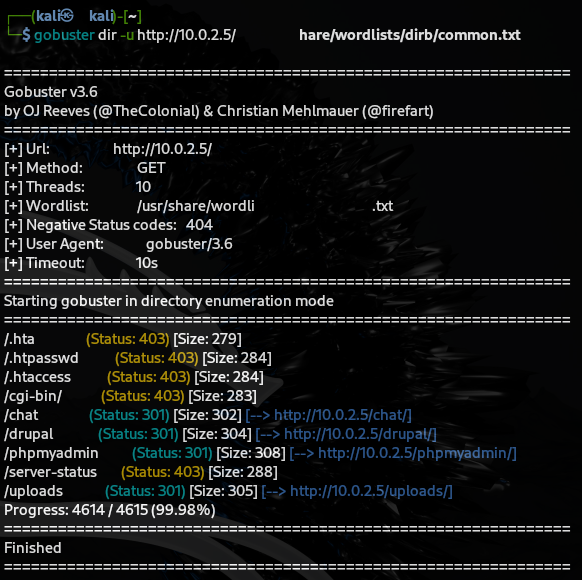 ┌──(kali㉿ kali)-[~]
└─$ gobuster dir -u http://10.0.2.5/ hare/wordlists/dirb/common.txt
===============================================================
Gobuster v3.6
by OJ Reeves (@TheColonial) & Christian Mehlmauer (@firefart)
===============================================================
[+] Url: http://10.0.2.5/
[+] Method: GET
[+] Threads: 10
[+] Wordlist: /usr/share/wordli .txt
[+] Negative Status codes: 404
[+] User Agent: gobuster/3.6
[+] Timeout: 10s
===============================================================
Starting gobuster in directory enumeration mode
===============================================================
/.hta (Status: 403) [Size: 279]
/.htpasswd (Status: 403) [Size: 284]
/.htaccess (Status: 403) [Size: 284]
/cgi-bin/ (Status: 403) [Size: 283]
/chat (Status: 301) [Size: 302] [--> http://10.0.2.5/chat/]
/drupal (Status: 301) [Size: 304] [--> http://10.0.2.5/drupal/]
/phpmyadmin (Status: 301) [Size: 308] [--> http://10.0.2.5/phpmyadmin/]
/server-status (Status: 403) [Size: 288]
/uploads (Status: 301) [Size: 305] [--> http://10.0.2.5/uploads/]
Progress: 4614 / 4615 (99.98%)
===============================================================
Finished
===============================================================